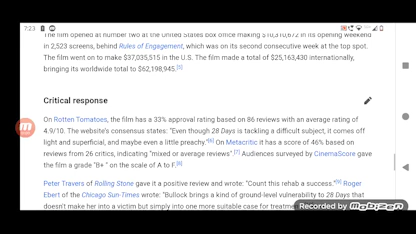 7:23
The film opened at number two at the United States box office making $10,310,672 in its opening weekend
in 2,523 screens, behind Rules of Engagement, which was on its second consecutive week at the top spot.
The film went on to make $37,035,515 in the U.S. The film made a total of $25,163,430 internationally,
bringing its worldwide total to $62,198,945.[5]
Critical response
On Rotten Tomatoes, the film has a 33% approval rating based on 86 reviews with an average rating of
4.9/10. The website's consensus states: "Even though 28 Days is tackling a difficult subject, it comes off
light and superficial, and maybe even a little preachy."[6] On Metacritic it has a score of 46% based on
reviews from 26 critics, indicating "mixed or average reviews".[7] Audiences surveyed by CinemaScore gave
the film a grade "B+" on the scale of A to F.[8]
Peter Travers of Rolling Stone gave it a positive review and wrote: "Count this rehab a success."[9] Roger
Ebert of the Chicago Sun-Times wrote: "Bullock brings a kind of ground-level vulnerability to 28 Days that
doesn't make her into a victim but simply into one more suitable case for treatm
Recorded by Mobizen